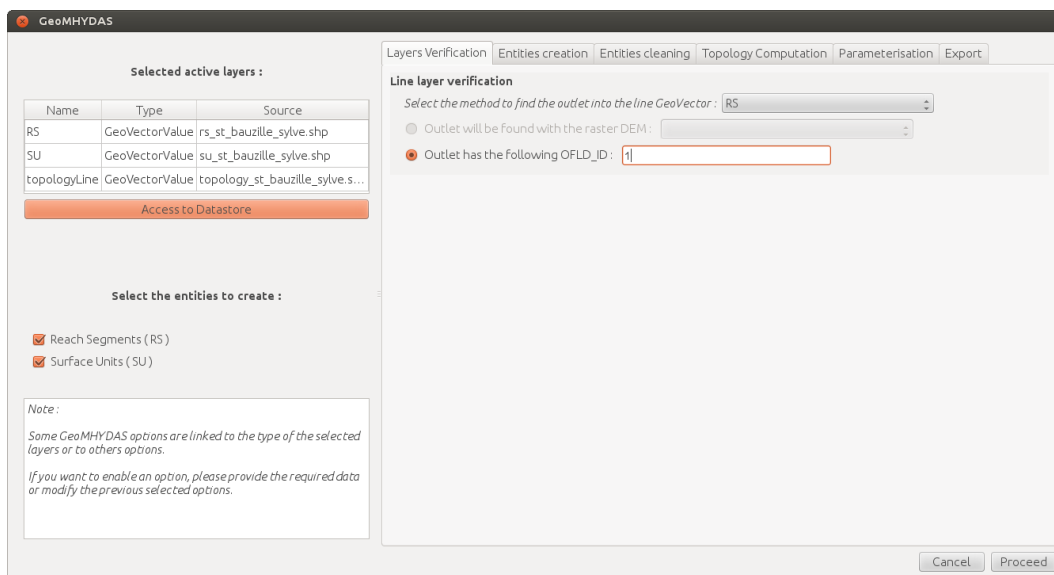 GeoMHYDAS
Selected active layers :
Name Type Source
RS GeoVectorValue rs_st_bauzille_sylve.shp
SU GeoVectorValue su_st_bauzille_sylve.shp
topologyLine GeoVectorValue topology_st_bauzille_sylve.s...
Access to Datastore
Select the entities to create :
Reach Segments ( RS )
Surface Units ( SU )
Note :
Some GeoMHYDAS options are linked to the type of the selected
layers or to others options.
If you want to enable an option, please provide the required data
or modify the previous selected options.
Layers Verification Entities creation Entities cleaning Topology Computation Parameterisation Export
Line layer verification
Select the method to find the outlet into the line GeoVector : RS
Outlet will be found with the raster DEM :
Outlet has the following OFLD_ID : 1
Cancel Proceed